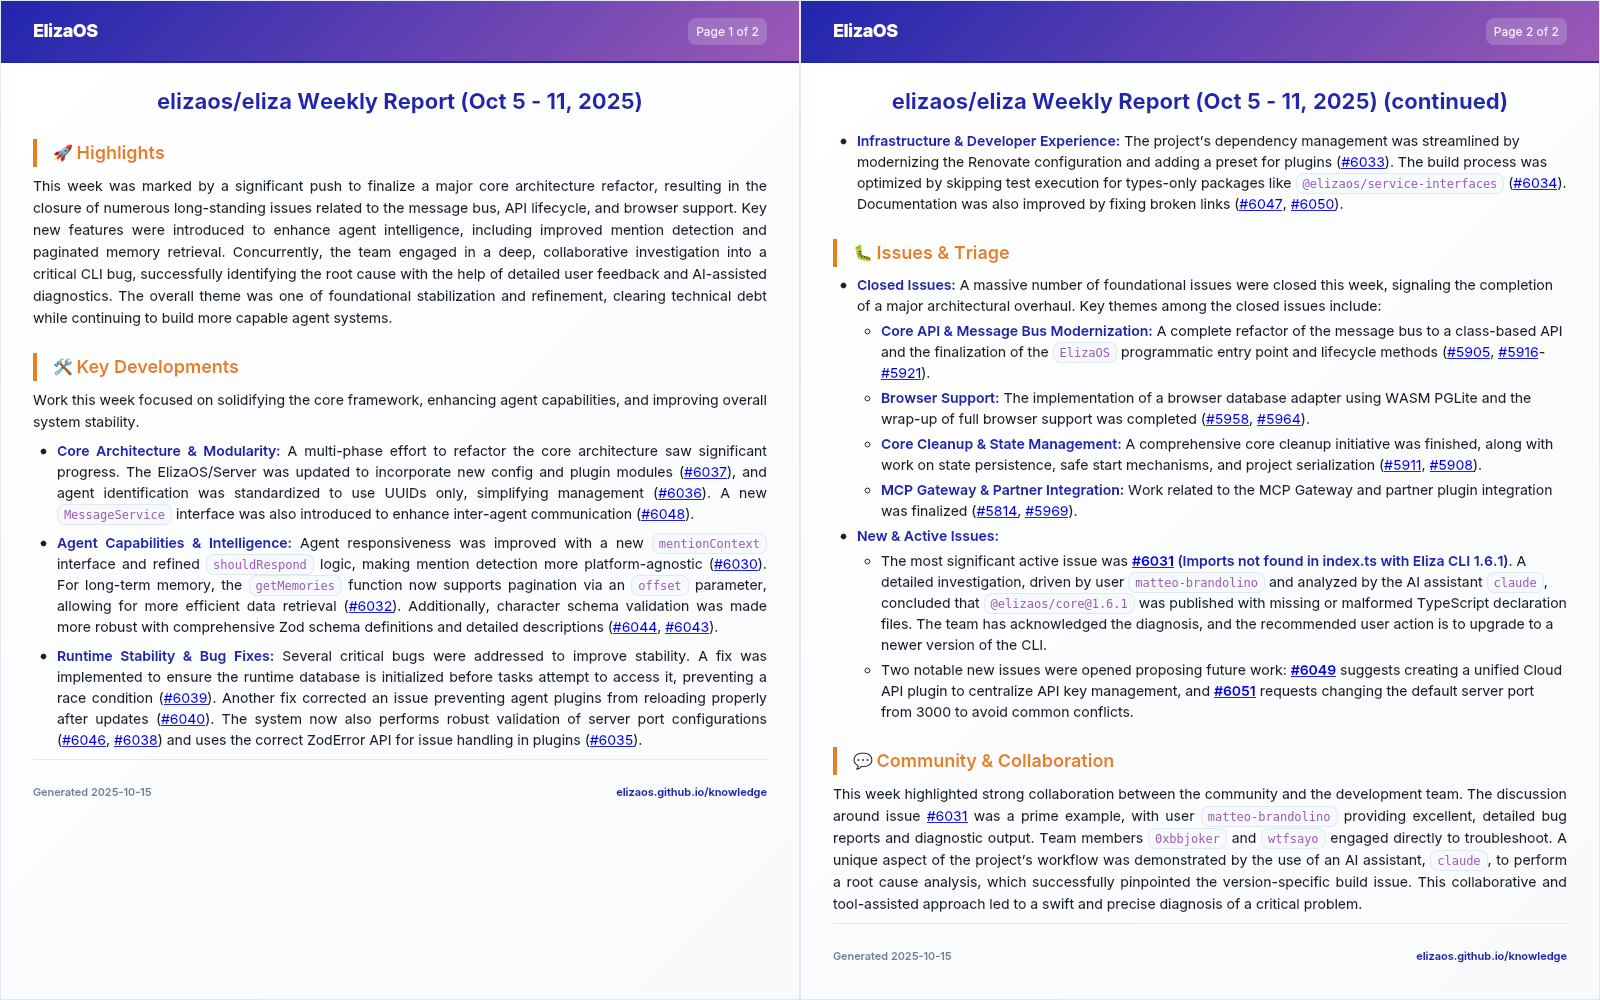 ElizaOS
Page 1 of 2
elizaos/eliza Weekly Report (Oct 5 - 11, 2025)
🚀 Highlights
This week was marked by a significant push to finalize a major core architecture refactor, resulting in the
closure of numerous long-standing issues related to the message bus, API lifecycle, and browser support. Key
new features were introduced to enhance agent intelligence, including improved mention detection and
paginated memory retrieval. Concurrently, the team engaged in a deep, collaborative investigation into a
critical CLI bug, successfully identifying the root cause with the help of detailed user feedback and AI-assisted
diagnostics. The overall theme was one of foundational stabilization and refinement, clearing technical debt
while continuing to build more capable agent systems.
🛠️ Key Developments
Work this week focused on solidifying the core framework, enhancing agent capabilities, and improving overall
system stability.
• Core Architecture & Modularity: A multi-phase effort to refactor the core architecture saw significant
progress. The ElizaOS/Server was updated to incorporate new config and plugin modules (#6037), and
agent identification was standardized to use UUIDs only, simplifying management (#6036). A new
MessageService interface was also introduced to enhance inter-agent communication (#6048).
• Agent Capabilities & Intelligence: Agent responsiveness was improved with a new mentionContext
interface and refined shouldRespond logic, making mention detection more platform-agnostic (#6030).
For long-term memory, the getMemories function now supports pagination via an offset parameter,
allowing for more efficient data retrieval (#6032). Additionally, character schema validation was made
more robust with comprehensive Zod schema definitions and detailed descriptions (#6044, #6043).
• Runtime Stability & Bug Fixes: Several critical bugs were addressed to improve stability. A fix was
implemented to ensure the runtime database is initialized before tasks attempt to access it, preventing a
race condition (#6039). Another fix corrected an issue preventing agent plugins from reloading properly
after updates (#6040). The system now also performs robust validation of server port configurations
(#6046, #6038) and uses the correct ZodError API for issue handling in plugins (#6035).
Generated 2025-10-15
elizaos.github.io/knowledge
ElizaOS
Page 2 of 2
elizaos/eliza Weekly Report (Oct 5 - 11, 2025) (continued)
• Infrastructure & Developer Experience: The project's dependency management was streamlined by
modernizing the Renovate configuration and adding a preset for plugins (#6033). The build process was
optimized by skipping test execution for types-only packages like @elizaos/service-interfaces (#6034).
Documentation was also improved by fixing broken links (#6047, #6050).
🐛 Issues & Triage
• Closed Issues: A massive number of foundational issues were closed this week, signaling the completion
of a major architectural overhaul. Key themes among the closed issues include:
◦ Core API & Message Bus Modernization: A complete refactor of the message bus to a class-based API
and the finalization of the ElizaOS programmatic entry point and lifecycle methods (#5905, #5916-
#5921).
◦ Browser Support: The implementation of a browser database adapter using WASM PGLite and the
wrap-up of full browser support was completed (#5958, #5964).
◦ Core Cleanup & State Management: A comprehensive core cleanup initiative was finished, along with
work on state persistence, safe start mechanisms, and project serialization (#5911, #5908).
◦ MCP Gateway & Partner Integration: Work related to the MCP Gateway and partner plugin integration
was finalized (#5814, #5969).
• New & Active Issues:
◦ The most significant active issue was #6031 (Imports not found in index.ts with Eliza CLI 1.6.1). A
detailed investigation, driven by user matteo-brandolino and analyzed by the AI assistant claude,
concluded that @elizaos/core@1.6.1 was published with missing or malformed TypeScript declaration
files. The team has acknowledged the diagnosis, and the recommended user action is to upgrade to a
newer version of the CLI.
◦ Two notable new issues were opened proposing future work: #6049 suggests creating a unified Cloud
API plugin to centralize API key management, and #6051 requests changing the default server port
from 3000 to avoid common conflicts.
💬 Community & Collaboration
This week highlighted strong collaboration between the community and the development team. The discussion
around issue #6031 was a prime example, with user matteo-brandolino providing excellent, detailed bug
reports and diagnostic output. Team members 0xbbjoker and wtfsayo engaged directly to troubleshoot. A
unique aspect of the project's workflow was demonstrated by the use of an AI assistant, claude, to perform
a root cause analysis, which successfully pinpointed the version-specific build issue. This collaborative and
tool-assisted approach led to a swift and precise diagnosis of a critical problem.
Generated 2025-10-15
elizaos.github.io/knowledge